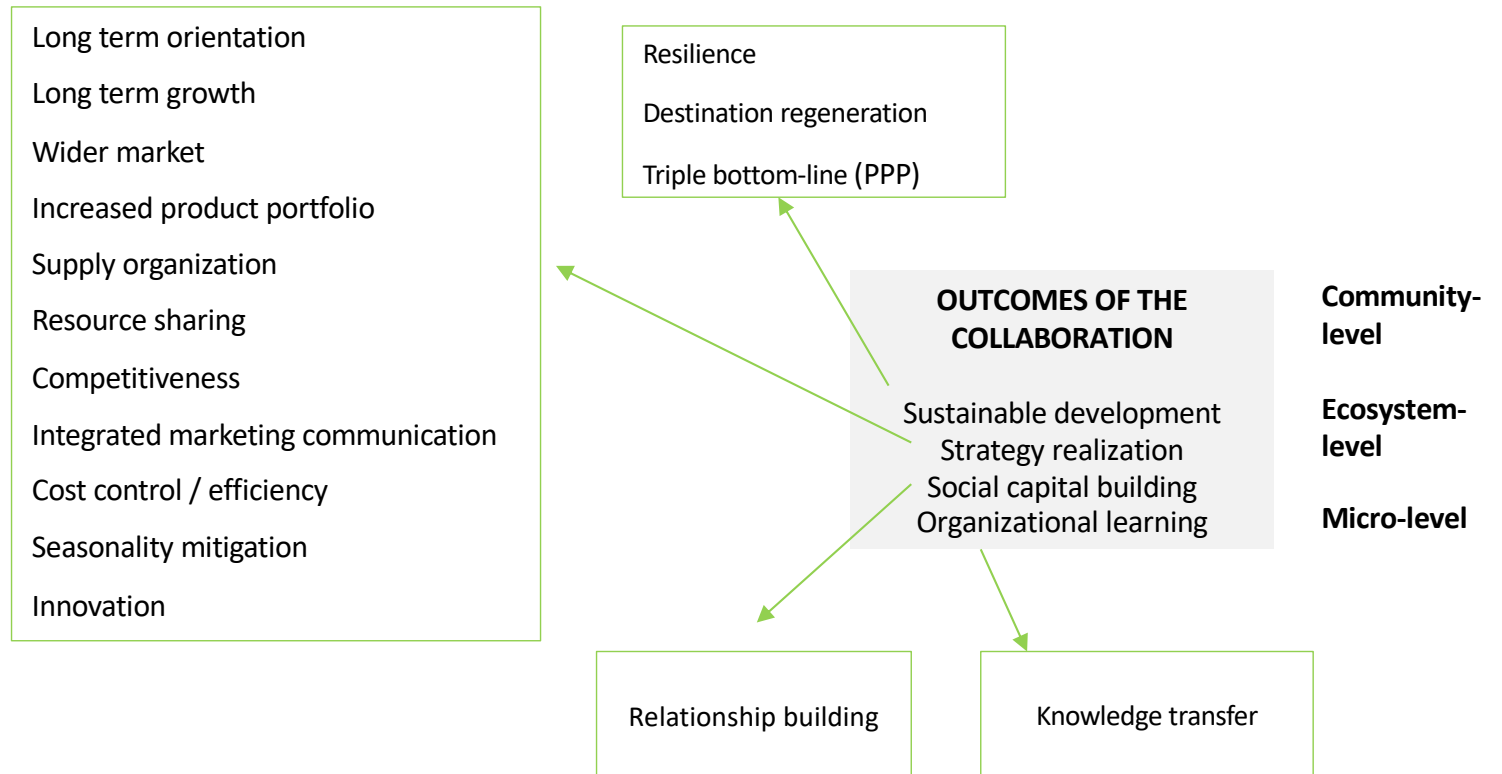 Long term orientation
Long term growth
Wider market
Increased product portfolio
Supply organization
Resource sharing
Competitiveness
Integrated marketing communication
Cost control / efficiency
Seasonality mitigation
Innovation
Resilience
Destination regeneration
Triple bottom-line (PPP)
OUTCOMES OF THE
COLLABORATION
Sustainable development
Strategy realization
Social capital building
Organizational learning
Community-
level
Ecosystem-
level
Micro-level
Relationship building
Knowledge transfer